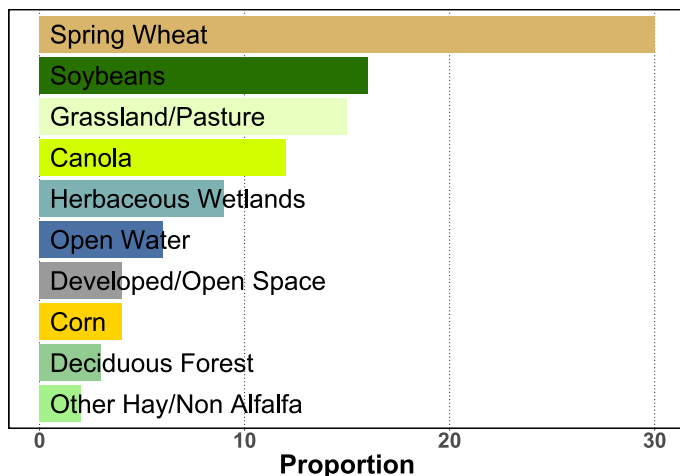 Spring Wheat
Soybeans
Grassland/Pasture
Canola
Herbaceous Wetlands
Open Water
Developed/Open Space
Corn
Deciduous Forest
Other Hay/Non Alfalfa
0 10 20 30
Proportion